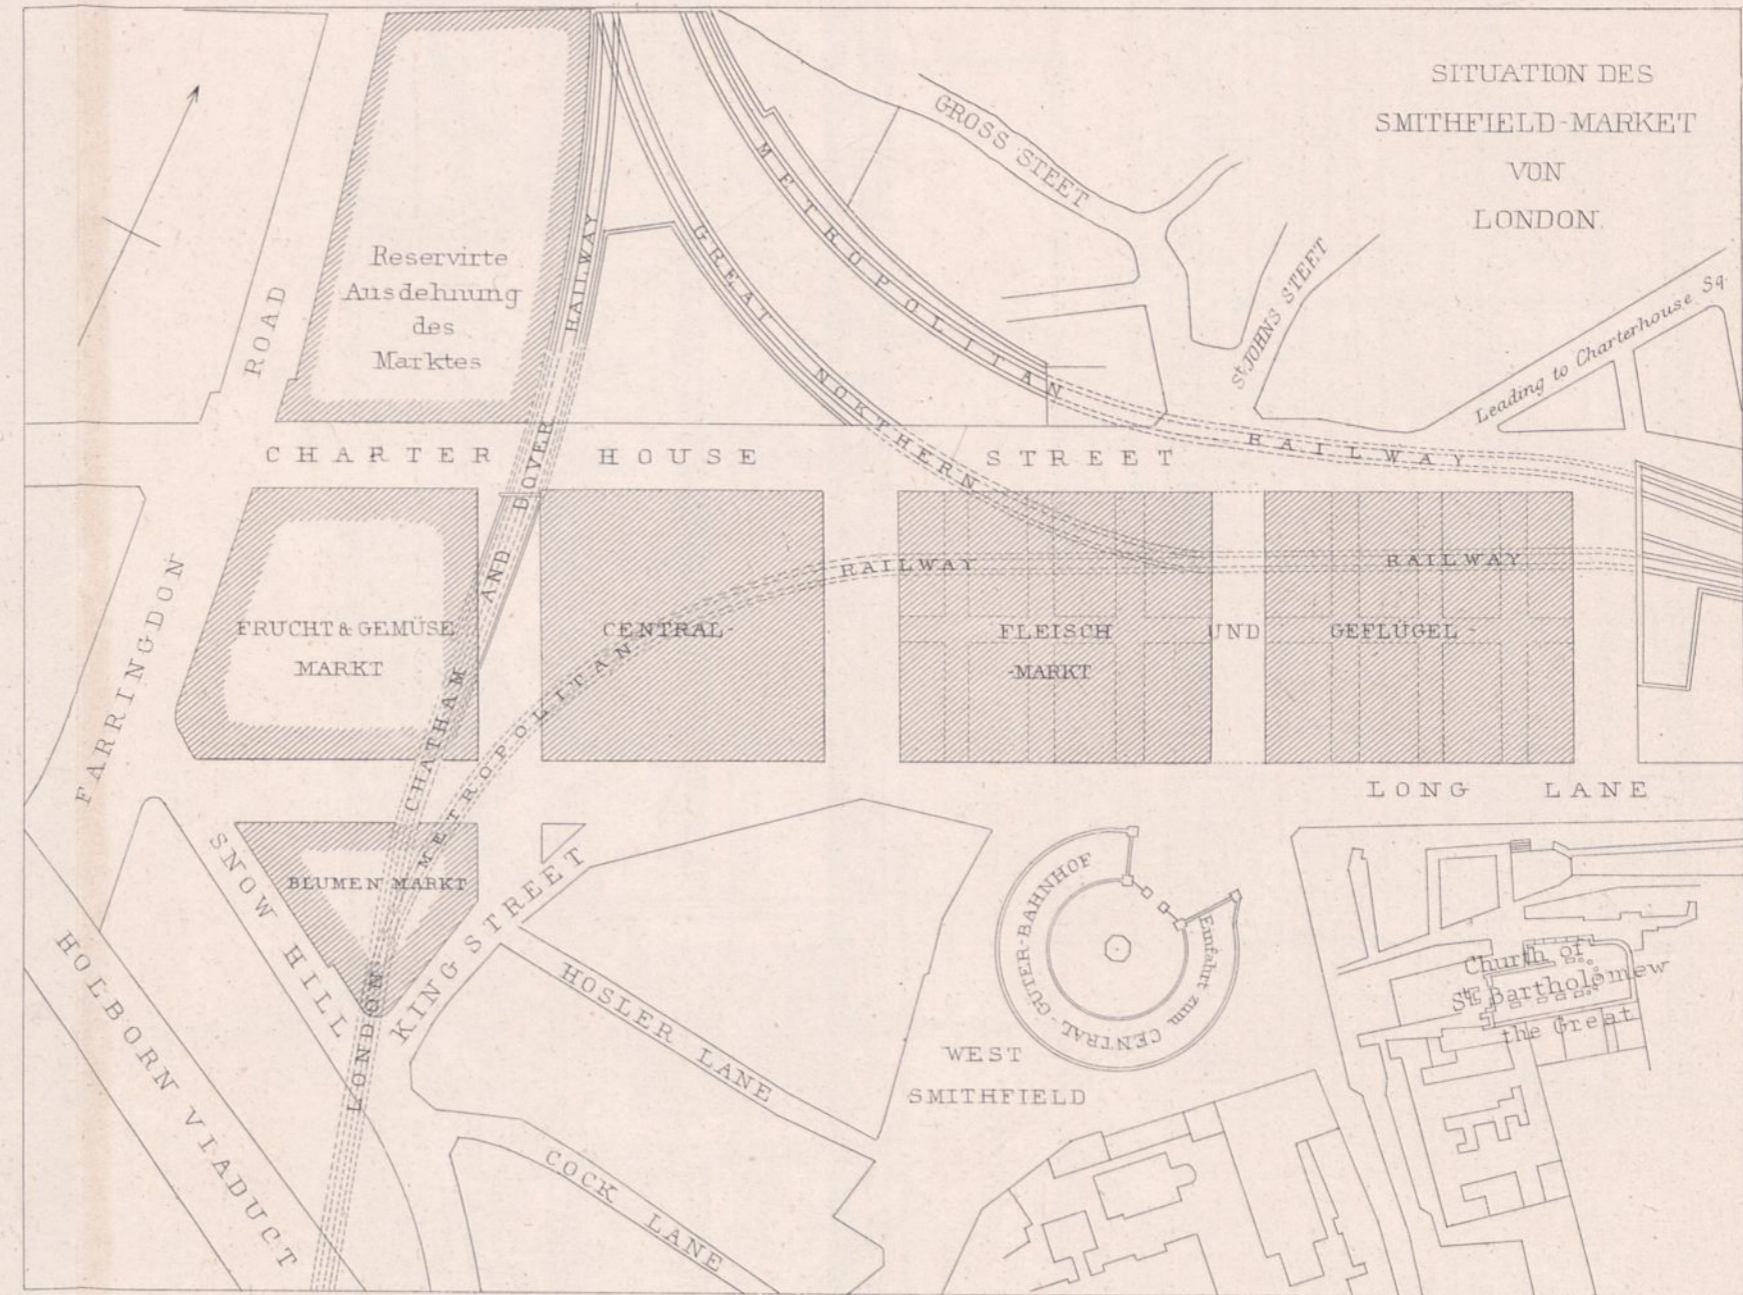 SITUATION DES
SMITHFIELD-MARKET
VON
LONDON.
GROSS STEET
METROPOLITAN RAILWAY
GREAT NORTHERN RAILWAY
St. JOHNS STEET
Leading to Charterhouse Sq.
Reservirte
Ausdehnung
des
Marktes
FARRINGDON ROAD
CHARTER HOUSE STREET
LONDON CHATHAM AND DOVER RAILWAY
METROPOLITAN RAILWAY
FRUCHT & GEMÜSE
MARKT
CENTRAL-
FLEISCH UND GEFLÜGEL-
-MARKT
LONG LANE
BLUMEN MARKT
SNOW HILL
KING STREET
HOLBORN VIADUCT
HOSLER LANE
COCK LANE
Einfahrt zum CENTRAL-GÜTER-BAHNHOF
WEST
SMITHFIELD
Church of
St. Bartholomew
the Great